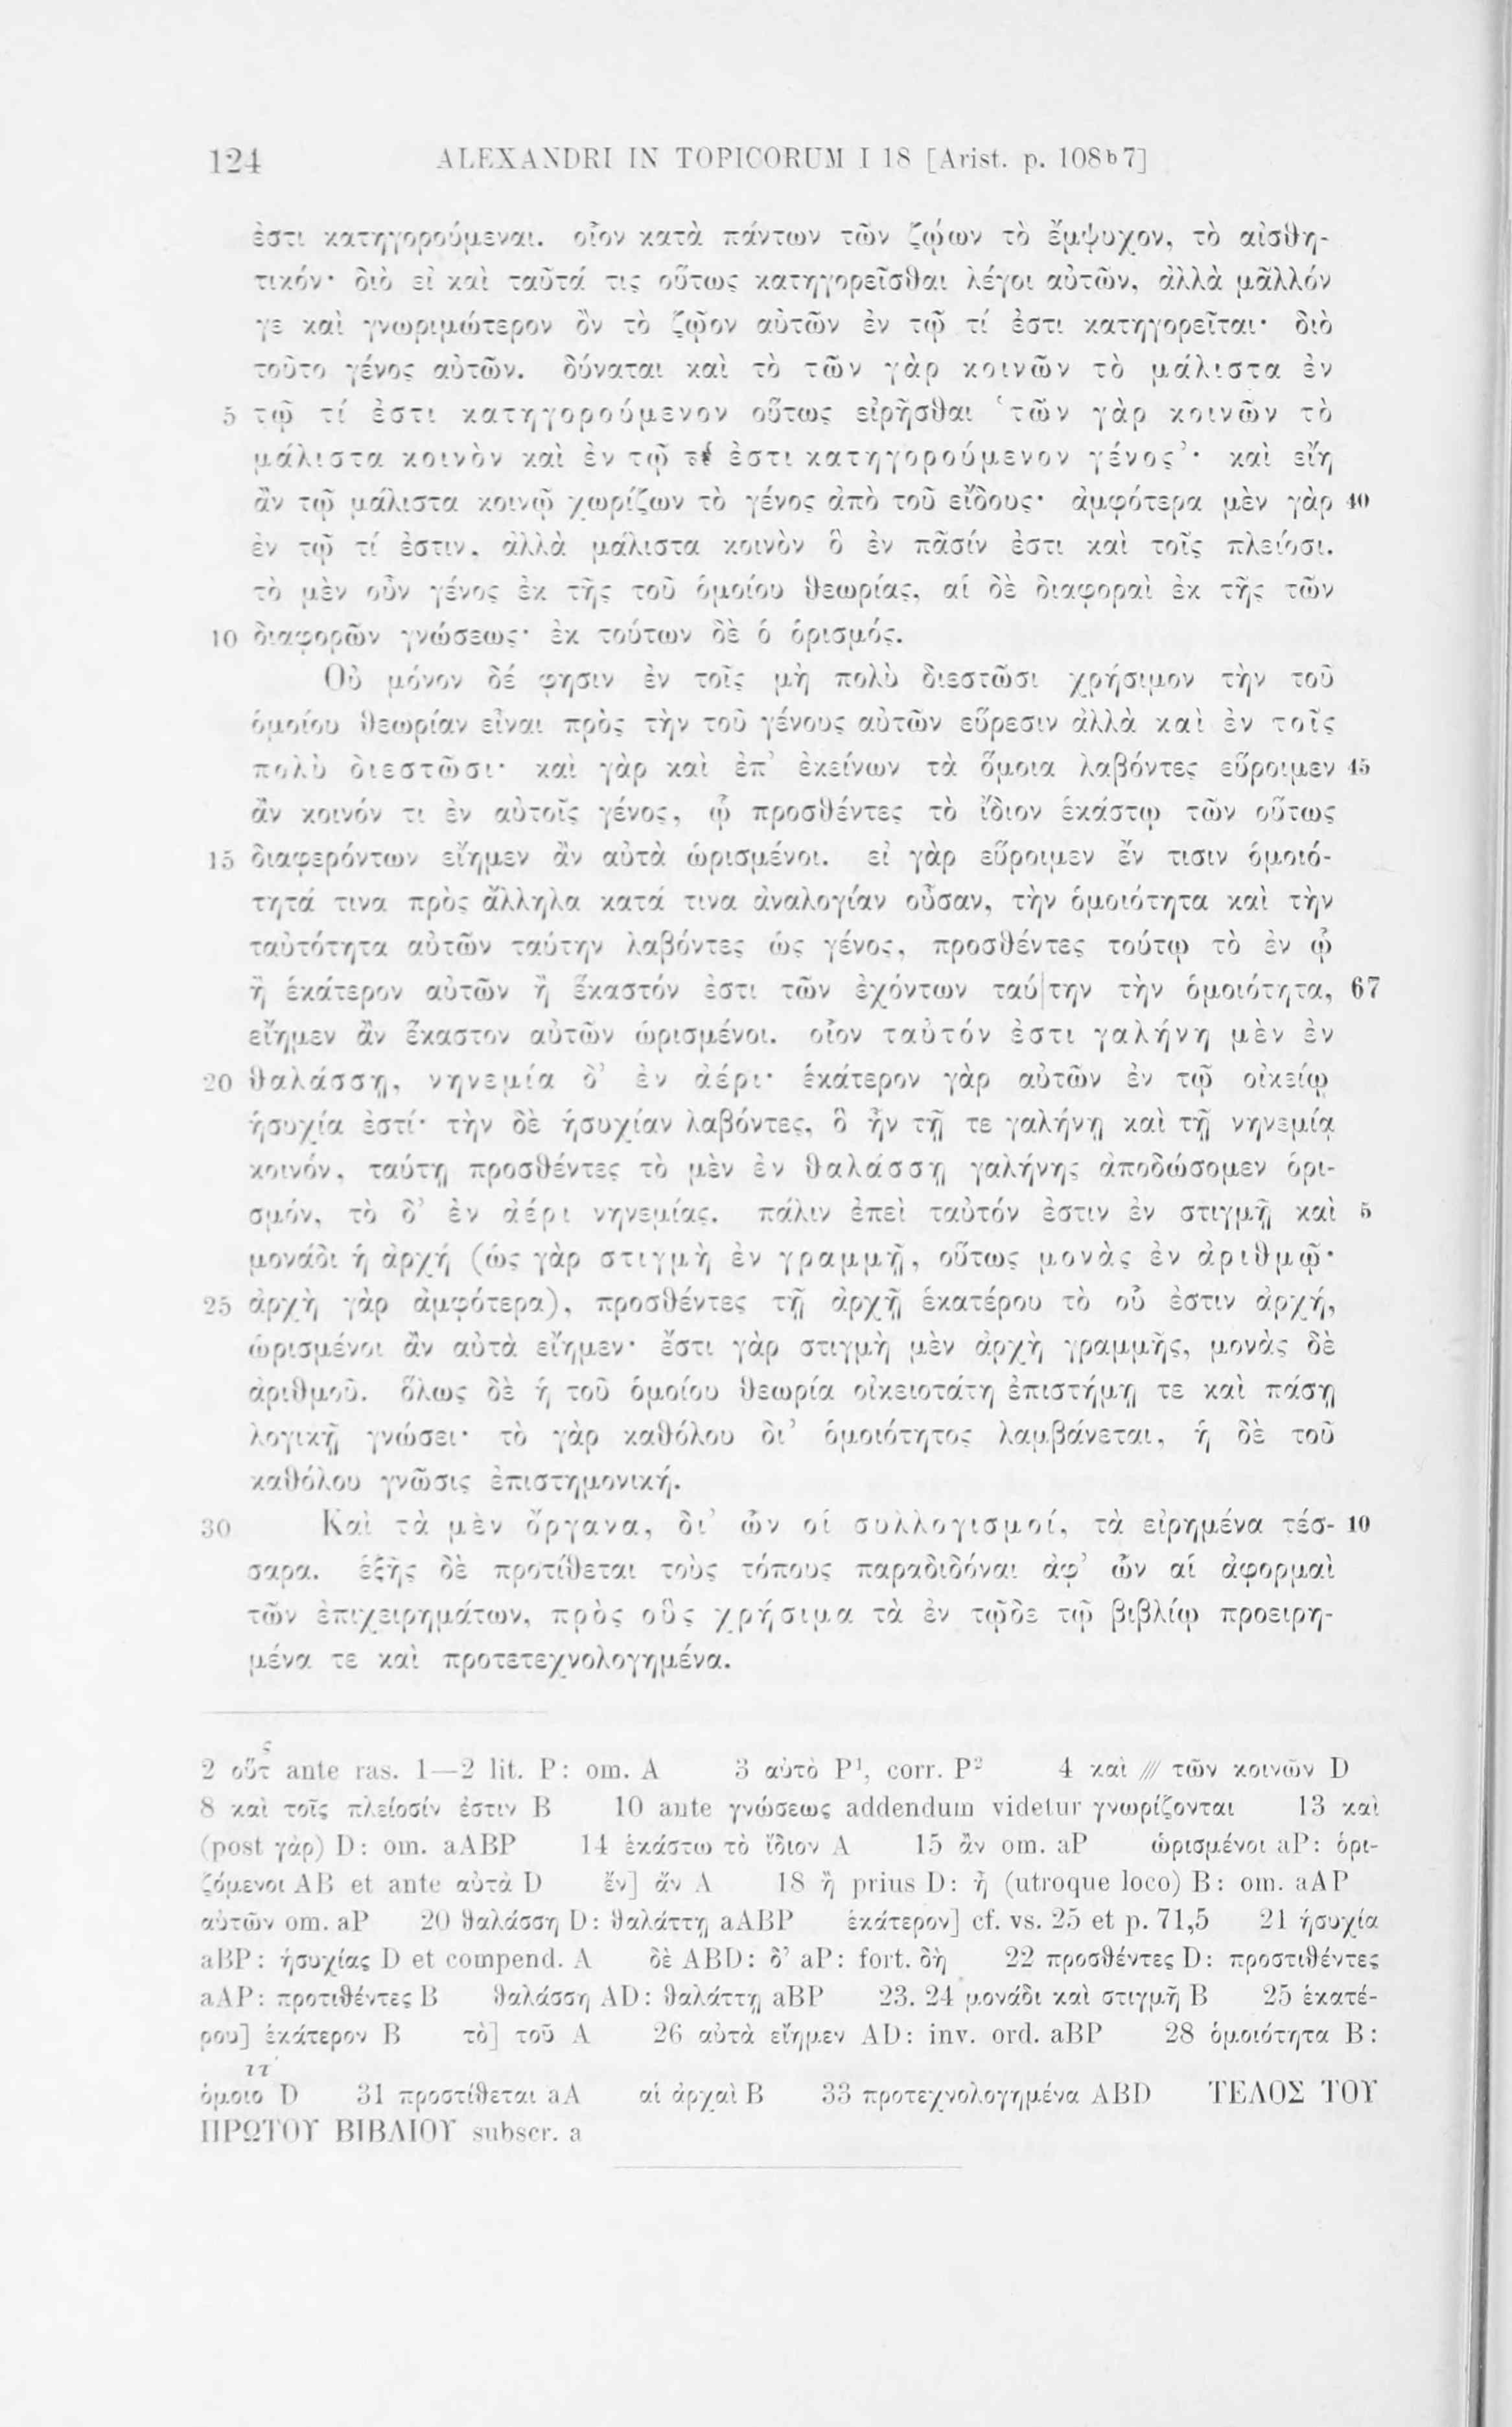 124 ALEXANDRI IN TOPICORUM I 18 [Arist. p. 108b7]
ἐστι κατηγορούμεναι. οἷον κατὰ πάντων τῶν ζῴων τὸ ἔμψυχον, τὸ αἰσθη-
τικόν· διὸ εἰ καὶ ταῦτά τις οὕτως κατηγορεῖσθαι λέγοι αὐτῶν, ἀλλὰ μᾶλλόν
γε καὶ γνωριμώτερον ὂν τὸ ζῷον αὐτῶν ἐν τῷ τί ἐστι κατηγορεῖται· διὸ
τοῦτο γένος αὐτῶν. δύναται καὶ τὸ τῶν γὰρ κοινῶν τὸ μάλιστα ἐν
5 τῷ τί ἐστι κατηγορούμενον οὕτως εἰρῆσθαι ‘τῶν γὰρ κοινῶν τὸ
μάλιστα κοινὸν καὶ ἐν τῷ τί ἐστι κατηγορούμενον γένος’· καὶ εἴη
ἂν τῷ μάλιστα κοινῷ χωρίζων τὸ γένος ἀπὸ τοῦ εἴδους· ἀμφότερα μὲν γὰρ 40
ἐν τῷ τί ἐστιν, ἀλλὰ μάλιστα κοινὸν ὃ ἐν πᾶσίν ἐστι καὶ τοῖς πλείοσι.
τὸ μὲν οὖν γένος ἐκ τῆς τοῦ ὁμοίου θεωρίας, αἱ δὲ διαφοραὶ ἐκ τῆς τῶν
10 διαφορῶν γνώσεως· ἐκ τούτων δὲ ὁ ὁρισμός.
Οὐ μόνον δέ φησιν ἐν τοῖς μὴ πολὺ διεστῶσι χρήσιμον τὴν τοῦ
ὁμοίου θεωρίαν εἶναι πρὸς τὴν τοῦ γένους αὐτῶν εὕρεσιν ἀλλὰ καὶ ἐν τοῖς
πολὺ διεστῶσι· καὶ γὰρ καὶ ἐπ’ ἐκείνων τὰ ὅμοια λαβόντες εὕροιμεν 45
ἂν κοινόν τι ἐν αὐτοῖς γένος, ᾧ προσθέντες τὸ ἴδιον ἑκάστῳ τῶν οὕτως
15 διαφερόντων εἴημεν ἂν αὐτὰ ὡρισμένοι. εἰ γὰρ εὕροιμεν ἔν τισιν ὁμοιό-
τητά τινα πρὸς ἄλληλα κατά τινα ἀναλογίαν οὖσαν, τὴν ὁμοιότητα καὶ τὴν
ταὐτότητα αὐτῶν ταύτην λαβόντες ὡς γένος, προσθέντες τούτῳ τὸ ἐν ᾧ
ἢ ἑκάτερον αὐτῶν ἢ ἕκαστόν ἐστι τῶν ἐχόντων ταύ|την τὴν ὁμοιότητα, 67
εἴημεν ἂν ἕκαστον αὐτῶν ὡρισμένοι. οἷον ταὐτόν ἐστι γαλήνη μὲν ἐν
20 θαλάσσῃ, νηνεμία δ’ ἐν ἀέρι· ἑκάτερον γὰρ αὐτῶν ἐν τῷ οἰκείῳ
ἡσυχία ἐστί· τὴν δὲ ἡσυχίαν λαβόντες, ὃ ἦν τῇ τε γαλήνῃ καὶ τῇ νηνεμίᾳ
κοινόν, ταύτῃ προσθέντες τὸ μὲν ἐν θαλάσσῃ γαλήνης ἀποδώσομεν ὁρι-
σμόν, τὸ δ’ ἐν ἀέρι νηνεμίας. πάλιν ἐπεὶ ταὐτόν ἐστιν ἐν στιγμῇ καὶ 5
μονάδι ἡ ἀρχή (ὡς γὰρ στιγμὴ ἐν γραμμῇ, οὕτως μονὰς ἐν ἀριθμῷ·
25 ἀρχὴ γὰρ ἀμφότερα), προσθέντες τῇ ἀρχῇ ἑκατέρου τὸ οὗ ἐστιν ἀρχή,
ὡρισμένοι ἂν αὐτὰ εἴημεν· ἔστι γὰρ στιγμὴ μὲν ἀρχὴ γραμμῆς, μονὰς δὲ
ἀριθμοῦ. ὅλως δὲ ἡ τοῦ ὁμοίου θεωρία οἰκειοτάτη ἐπιστήμῃ τε καὶ πάσῃ
λογικῇ γνώσει· τὸ γὰρ καθόλου δι’ ὁμοιότητος λαμβάνεται, ἡ δὲ τοῦ
καθόλου γνῶσις ἐπιστημονική.
30 Καὶ τὰ μὲν ὄργανα, δι’ ὧν οἱ συλλογισμοί, τὰ εἰρημένα τέσ- 10
σαρα. ἑξῆς δὲ προτίθεται τοὺς τόπους παραδιδόναι ἀφ’ ὧν αἱ ἀφορμαὶ
τῶν ἐπιχειρημάτων, πρὸς οὓς χρήσιμα τὰ ἐν τῷδε τῷ βιβλίῳ προειρη-
μένα τε καὶ προτετεχνολογημένα.
2 οὕτς ante ras. 1—2 lit. P: om. A 3 αὐτὸ P¹, corr. P² 4 καὶ /// τῶν κοινῶν D
8 καὶ τοῖς πλείοσίν ἐστιν B 10 ante γνώσεως addendum videtur γνωρίζονται 13 καὶ
(post γὰρ) D: om. aABP 14 ἑκάστω τὸ ἴδιον A 15 ἂν om. aP ὡρισμένοι aP: ὁρι-
ζόμενοι AB et ante αὐτὰ D ἔν] ἄν A 18 ἢ prius D: ἦ (utroque loco) B: om. aAP
αὐτῶν om. aP 20 θαλάσση D: θαλάττῃ aABP ἑκάτερον] cf. vs. 25 et p. 71,5 21 ἡσυχία
aBP: ἡσυχίας D et compend. A δὲ ABD: δ’ aP: fort. δὴ 22 προσθέντες D: προστιθέντες
aAP: προτιθέντες B θαλάσση AD: θαλάττῃ aBP 23. 24 μονάδι καὶ στιγμῇ B 25 ἑκατέ-
ρου] ἑκάτερον B τὸ] τοῦ A 26 αὐτὰ εἴημεν AD: inv. ord. aBP 28 ὁμοιότητα B:
ὁμοιο D 31 προστίθεται aA αἱ ἀρχαὶ B 33 προτεχνολογημένα ABD ΤΕΛΟΣ ΤΟΥ
ΠΡΩΤΟΥ ΒΙΒΛΙΟΥ subscr. a